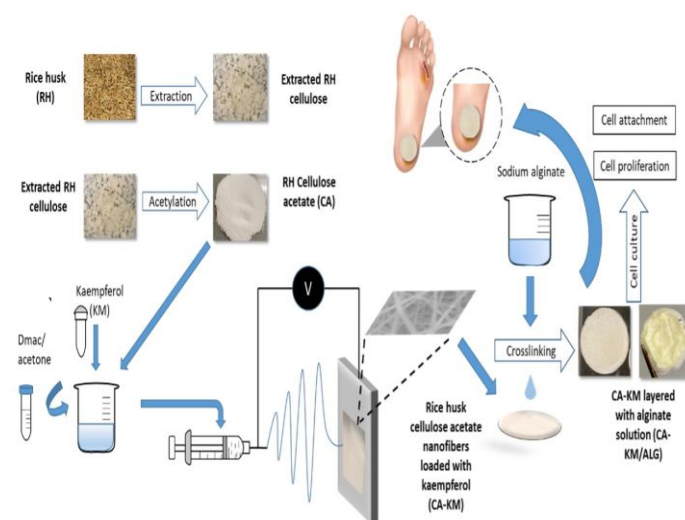 Rice husk
(RH)
Extraction
Extracted RH
cellulose
Extracted RH
cellulose
Acetylation
RH Cellulose
acetate (CA)
Kaempferol
(KM)
Dmac/
acetone
V
Rice husk
cellulose acetate
nanofibers
loaded with
kaempferol
(CA-KM)
Sodium alginate
Crosslinking
Cell attachment
Cell proliferation
Cell culture
CA-KM layered
with alginate
solution (CA-
KM/ALG)